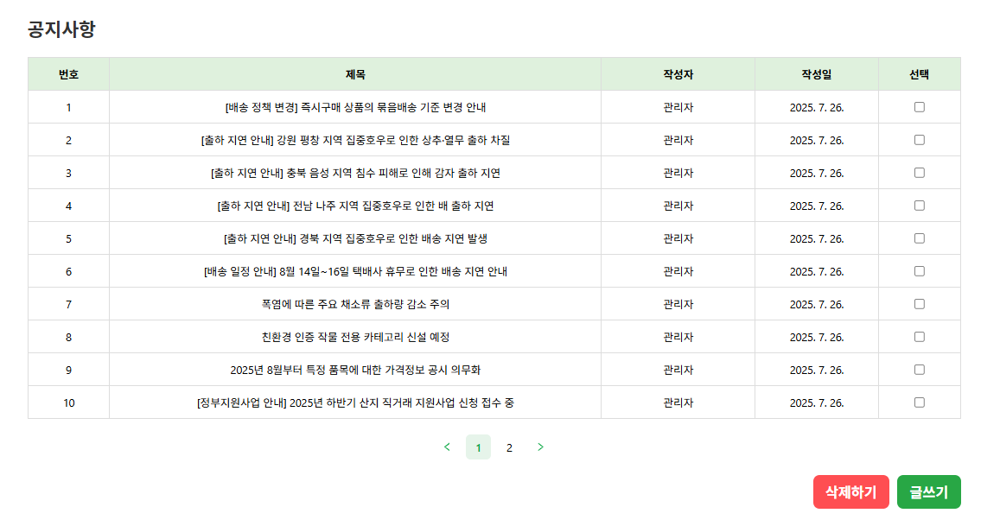 공지사항
번호 제목 작성자 작성일 선택
1 [배송 정책 변경] 즉시구매 상품의 묶음배송 기준 변경 안내 관리자 2025. 7. 26.
2 [출하 지연 안내] 강원 평창 지역 집중호우로 인한 상추·열무 출하 차질 관리자 2025. 7. 26.
3 [출하 지연 안내] 충북 음성 지역 침수 피해로 인해 감자 출하 지연 관리자 2025. 7. 26.
4 [출하 지연 안내] 전남 나주 지역 집중호우로 인한 배 출하 지연 관리자 2025. 7. 26.
5 [출하 지연 안내] 경북 지역 집중호우로 인한 배송 지연 발생 관리자 2025. 7. 26.
6 [배송 일정 안내] 8월 14일~16일 택배사 휴무로 인한 배송 지연 안내 관리자 2025. 7. 26.
7 폭염에 따른 주요 채소류 출하량 감소 주의 관리자 2025. 7. 26.
8 친환경 인증 작물 전용 카테고리 신설 예정 관리자 2025. 7. 26.
9 2025년 8월부터 특정 품목에 대한 가격정보 공시 의무화 관리자 2025. 7. 26.
10 [정부지원사업 안내] 2025년 하반기 산지 직거래 지원사업 신청 접수 중 관리자 2025. 7. 26.
< 1 2 >
삭제하기 글쓰기